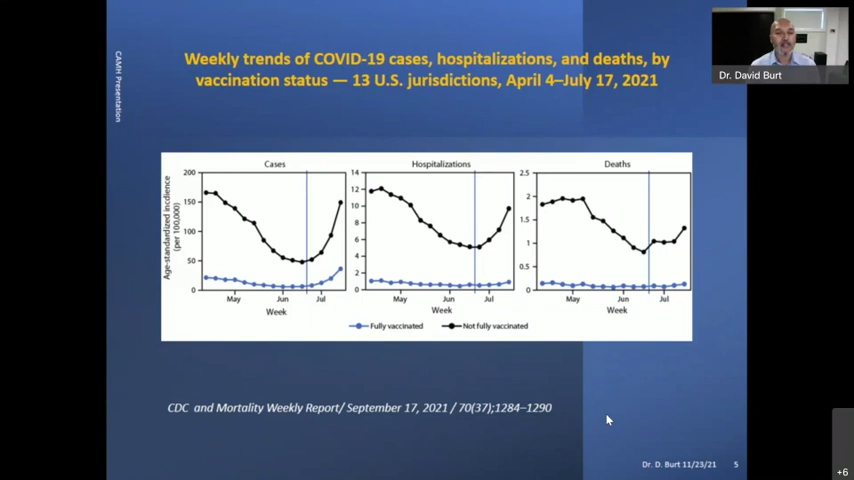 CAMH Presentation
Weekly trends of COVID-19 cases, hospitalizations, and deaths, by
vaccination status — 13 U.S. jurisdictions, April 4–July 17, 2021
Dr. David Burt
Cases
Hospitalizations
Deaths
Age-standardized incidence
(per 100,000)
200
150
100
50
0
May
Jun
Jul
Week
14
12
10
8
6
4
2
0
May
Jun
Jul
Week
2.5
2
1.5
1
0.5
0
May
Jun
Jul
Week
Fully vaccinated
Not fully vaccinated
CDC and Mortality Weekly Report/ September 17, 2021 / 70(37);1284–1290
Dr. D. Burt 11/23/21
5
+6